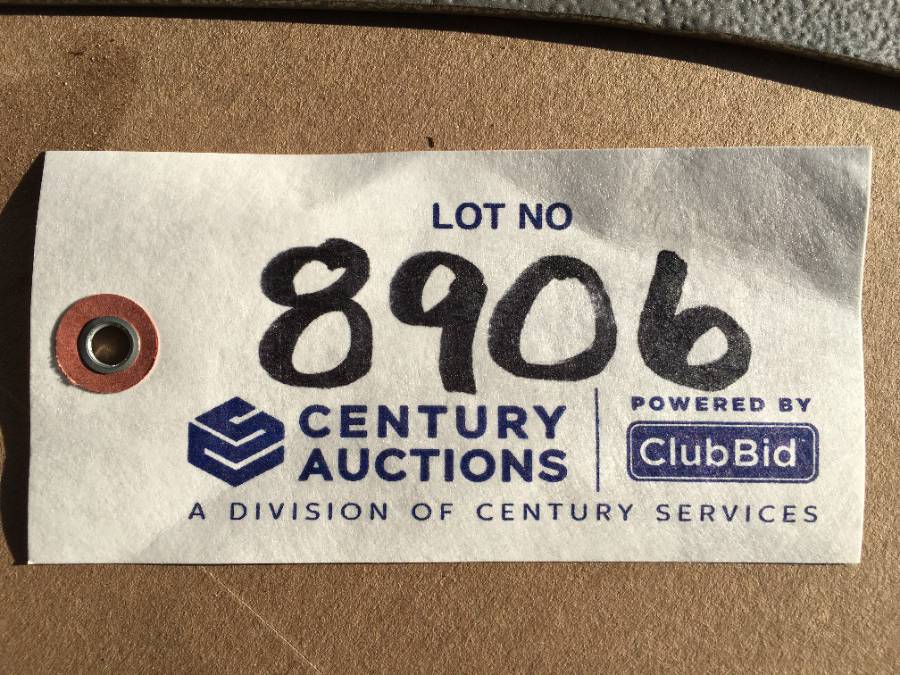 LOT NO
8906
CENTURY AUCTIONS
POWERED BY
ClubBid
A DIVISION OF CENTURY SERVICES